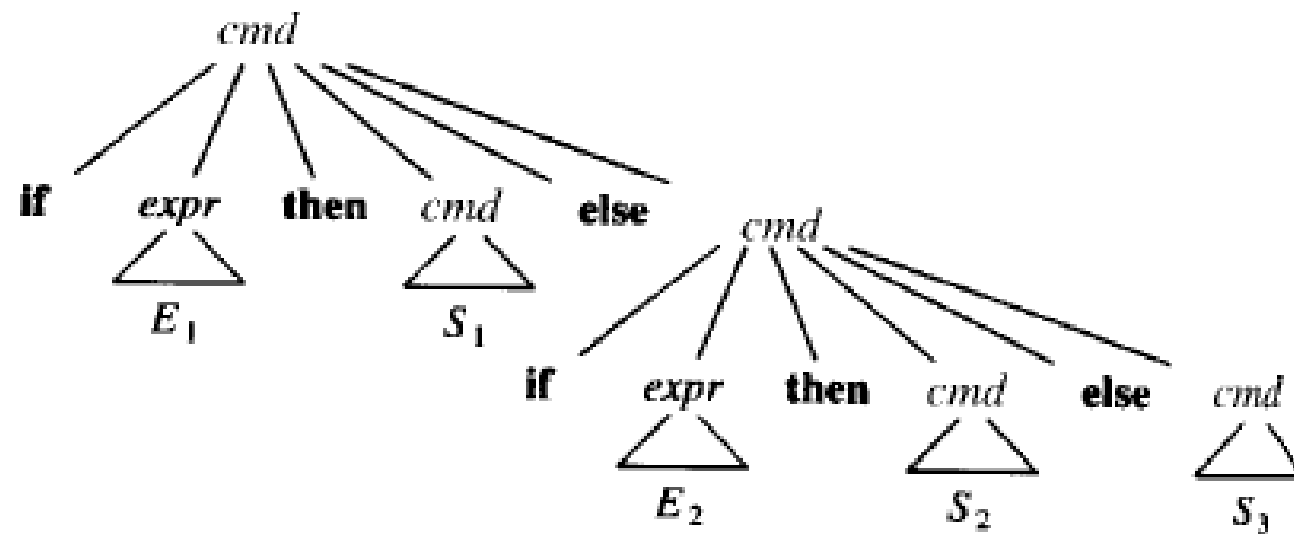 cmd
if expr then cmd else cmd
E1 S1
if expr then cmd else cmd
E2 S2 S3